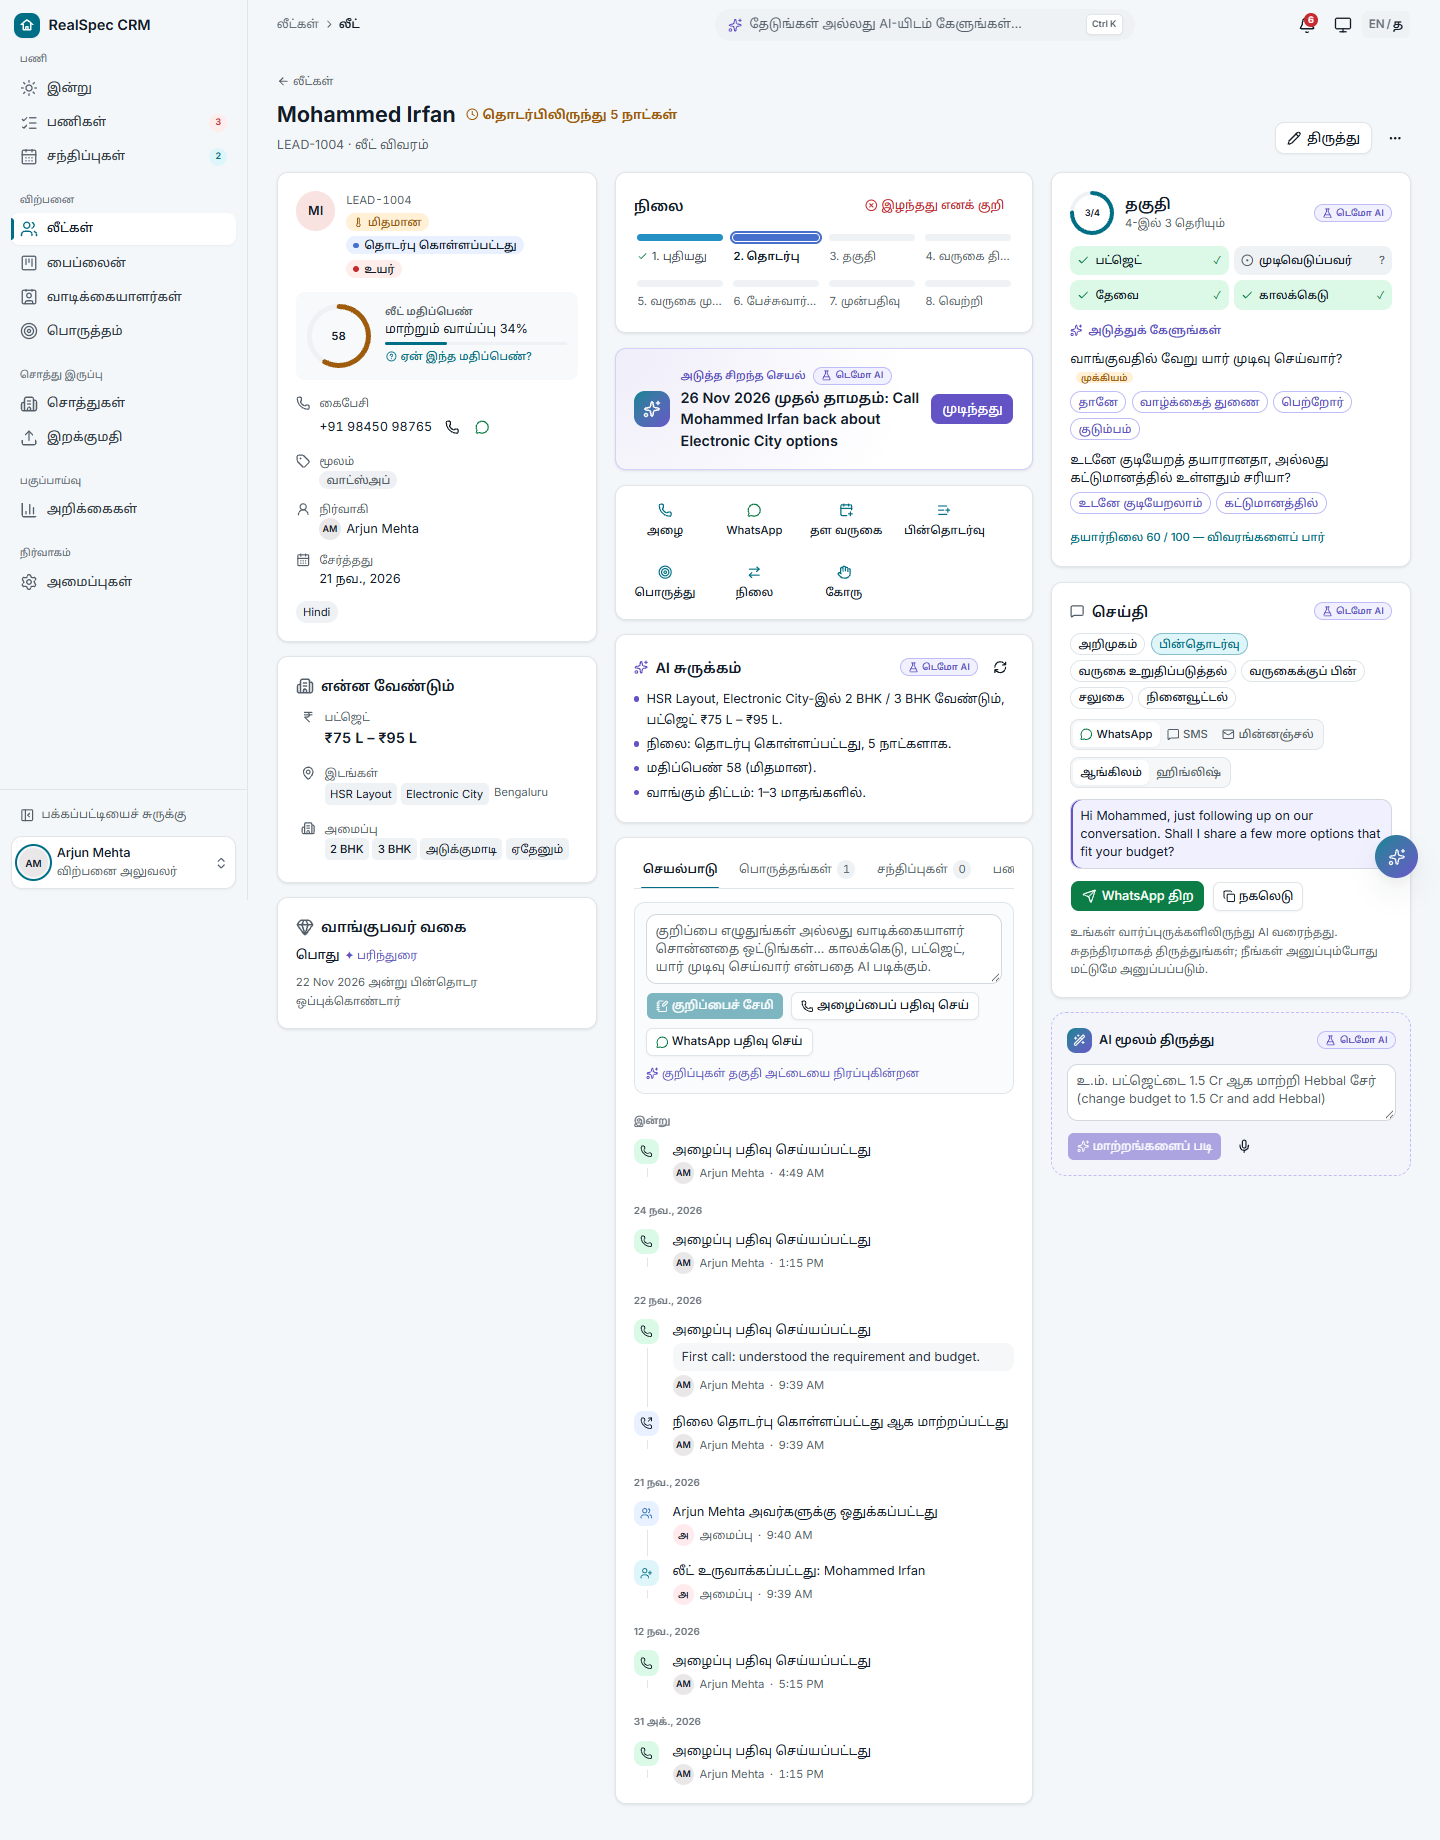 RealSpec CRM
பணி
இன்று
பணிகள் 3
சந்திப்புகள் 2
விற்பனை
லீட்கள்
பைப்லைன்
வாடிக்கையாளர்கள்
பொருத்தம்
சொத்து இருப்பு
சொத்துகள்
இறக்குமதி
பகுப்பாய்வு
அறிக்கைகள்
நிர்வாகம்
அமைப்புகள்
பக்கப்பட்டியைச் சுருக்கு
AM Arjun Mehta
விற்பனை அலுவலர்
லீட்கள் > லீட்
தேடுங்கள் அல்லது AI-யிடம் கேளுங்கள்... Ctrl K
6
EN / த
← லீட்கள்
Mohammed Irfan தொடர்பிலிருந்து 5 நாட்கள்
LEAD-1004 · லீட் விவரம்
திருத்து
MI
LEAD-1004
மிதமான
தொடர்பு கொள்ளப்பட்டது
உயர்
58
லீட் மதிப்பெண்
மாற்றும் வாய்ப்பு 34%
ஏன் இந்த மதிப்பெண்?
கைபேசி
+91 98450 98765
மூலம்
வாட்ஸ்அப்
நிர்வாகி
AM Arjun Mehta
சேர்த்தது
21 நவ., 2026
Hindi
என்ன வேண்டும்
₹ பட்ஜெட்
₹75 L – ₹95 L
இடங்கள்
HSR Layout Electronic City Bengaluru
அமைப்பு
2 BHK 3 BHK அடுக்குமாடி ஏதேனும்
வாங்குபவர் வகை
பொது ✦ பரிந்துரை
22 Nov 2026 அன்று பின்தொடர
ஒப்புக்கொண்டார்
நிலை
இழந்தது எனக் குறி
✓ 1. புதியது 2. தொடர்பு 3. தகுதி 4. வருகை தி...
5. வருகை மு... 6. பேச்சுவார்... 7. முன்பதிவு 8. வெற்றி
அடுத்த சிறந்த செயல் டெமோ AI
26 Nov 2026 முதல் தாமதம்: Call
Mohammed Irfan back about
Electronic City options
முடிந்தது
அழை WhatsApp தள வருகை பின்தொடர்வு
பொருத்து நிலை கோரு
AI சுருக்கம் டெமோ AI
HSR Layout, Electronic City-இல் 2 BHK / 3 BHK வேண்டும்,
பட்ஜெட் ₹75 L – ₹95 L.
நிலை: தொடர்பு கொள்ளப்பட்டது, 5 நாட்களாக.
மதிப்பெண் 58 (மிதமான).
வாங்கும் திட்டம்: 1–3 மாதங்களில்.
செயல்பாடு பொருத்தங்கள் 1 சந்திப்புகள் 0
குறிப்பை எழுதுங்கள் அல்லது வாடிக்கையாளர்
சொன்னதை ஒட்டுங்கள்... காலக்கெடு, பட்ஜெட்,
யார் முடிவு செய்வார் என்பதை AI படிக்கும்.
குறிப்பைச் சேமி அழைப்பைப் பதிவு செய்
WhatsApp பதிவு செய்
குறிப்புகள் தகுதி அட்டையை நிரப்புகின்றன
இன்று
அழைப்பு பதிவு செய்யப்பட்டது
AM Arjun Mehta · 4:49 AM
24 நவ., 2026
அழைப்பு பதிவு செய்யப்பட்டது
AM Arjun Mehta · 1:15 PM
22 நவ., 2026
அழைப்பு பதிவு செய்யப்பட்டது
First call: understood the requirement and budget.
AM Arjun Mehta · 9:39 AM
நிலை தொடர்பு கொள்ளப்பட்டது ஆக மாற்றப்பட்டது
AM Arjun Mehta · 9:39 AM
21 நவ., 2026
Arjun Mehta அவர்களுக்கு ஒதுக்கப்பட்டது
அ அமைப்பு · 9:40 AM
லீட் உருவாக்கப்பட்டது: Mohammed Irfan
அ அமைப்பு · 9:39 AM
12 நவ., 2026
அழைப்பு பதிவு செய்யப்பட்டது
AM Arjun Mehta · 5:15 PM
31 அக்., 2026
அழைப்பு பதிவு செய்யப்பட்டது
AM Arjun Mehta · 1:15 PM
3/4
தகுதி
4-இல் 3 தெரியும்
டெமோ AI
✓ பட்ஜெட் ✓ முடிவெடுப்பவர் ?
✓ தேவை ✓ ✓ காலக்கெடு ✓
அடுத்துக் கேளுங்கள்
வாங்குவதில் வேறு யார் முடிவு செய்வார்?
முக்கியம்
தானே வாழ்க்கைத் துணை பெற்றோர்
குடும்பம்
உடனே குடியேறத் தயாரானதா, அல்லது
கட்டுமானத்தில் உள்ளதும் சரியா?
உடனே குடியேறலாம் கட்டுமானத்தில்
தயார்நிலை 60 / 100 — விவரங்களைப் பார்
செய்தி டெமோ AI
அறிமுகம் பின்தொடர்வு
வருகை உறுதிப்படுத்தல் வருகைக்குப் பின்
சலுகை நினைவூட்டல்
WhatsApp SMS மின்னஞ்சல்
ஆங்கிலம் ஹிங்லிஷ்
Hi Mohammed, just following up on our
conversation. Shall I share a few more options that
fit your budget?
WhatsApp திற நகலெடு
உங்கள் வார்ப்புருக்களிலிருந்து AI வரைந்தது.
சுதந்திரமாகத் திருத்துங்கள்; நீங்கள் அனுப்பும்போது
மட்டுமே அனுப்பப்படும்.
AI மூலம் திருத்து டெமோ AI
உ.ம். பட்ஜெட்டை 1.5 Cr ஆக மாற்றி Hebbal சேர்
(change budget to 1.5 Cr and add Hebbal)
மாற்றங்களைப் படி